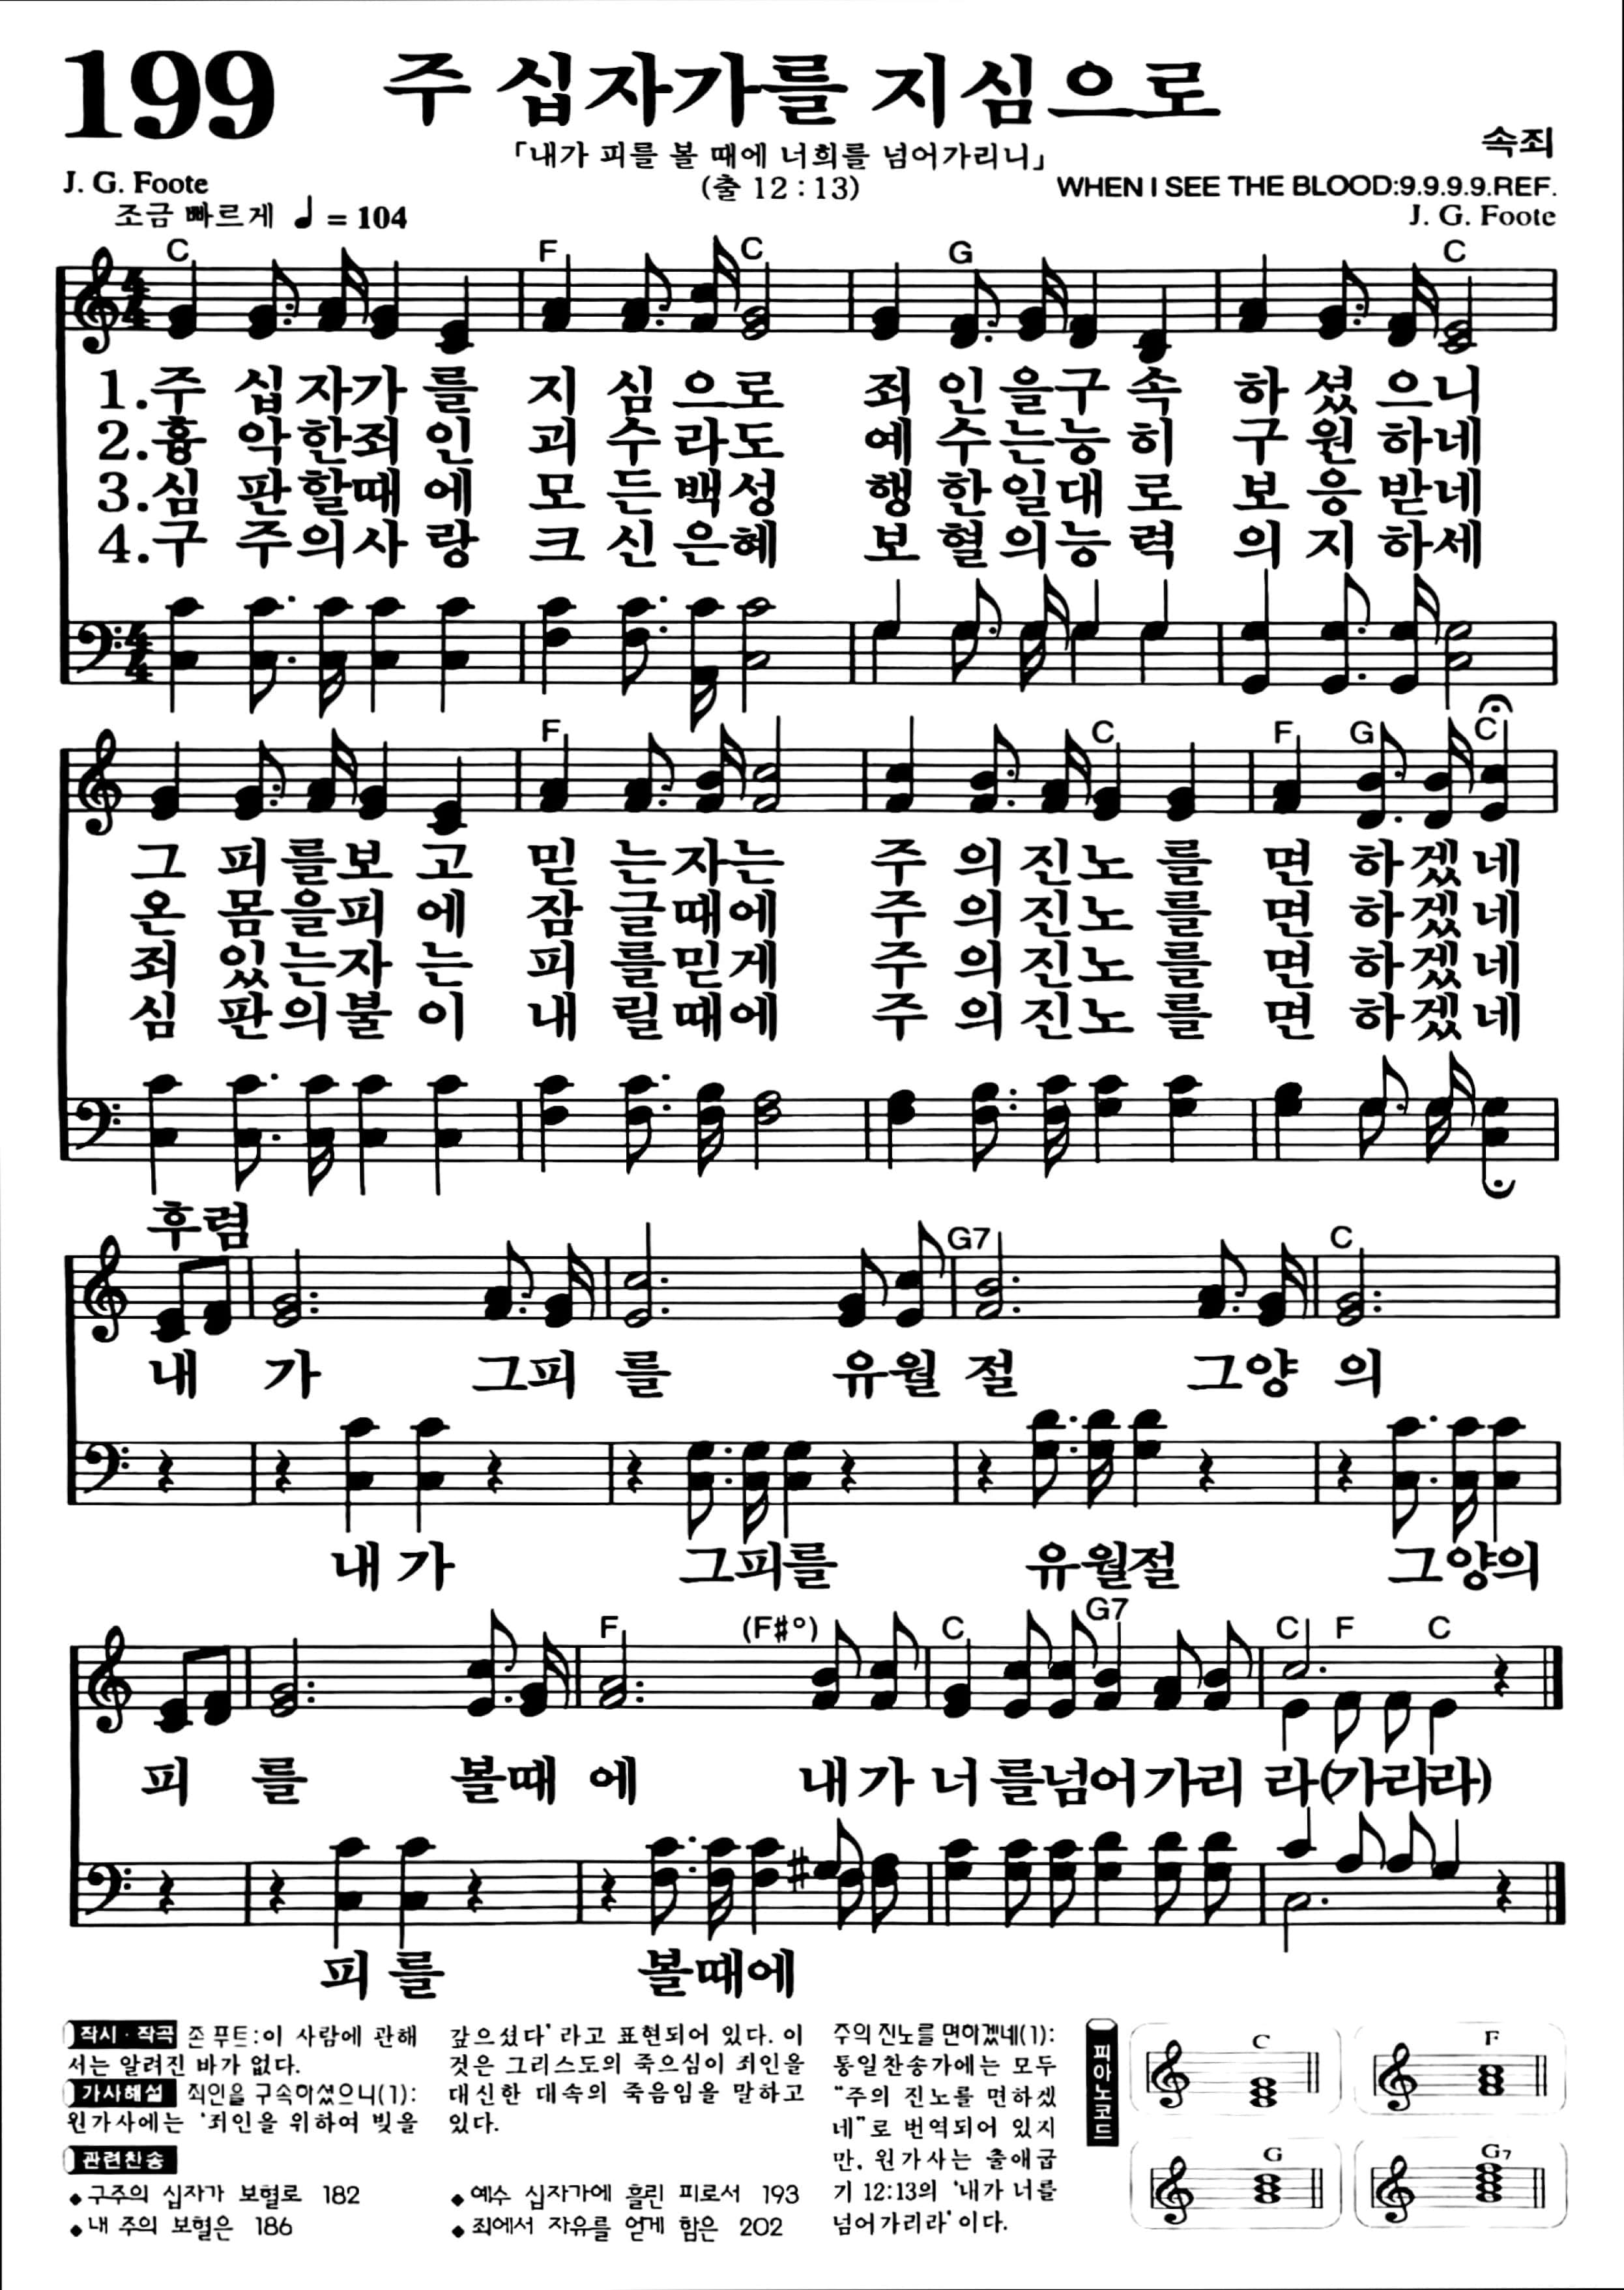 199
주 십자가를 지심으로
「내가 피를 볼 때에 너희를 넘어가리니」
속죄
J. G. Foote
(출 12 : 13)
WHEN I SEE THE BLOOD:9.9.9.9.REF.
조금 빠르게 ♩ = 104
J. G. Foote
C F C G C
1.주 십자가를 지심으로 죄인을구속 하셨으니
2.흉악한죄인 괴수라도 예수는능히 구원하네
3.심판할때에 모든백성 행한일대로 보응받네
4.구주의사랑 크신은혜 보혈의능력 의지하세
F C F G C
그피를보고 믿는자는 주의진노를 면하겠네
온몸을피에 잠글때에 주의진노를 면하겠네
죄있는자는 피를믿게 주의진노를 면하겠네
심판의불이 내릴때에 주의진노를 면하겠네
후렴
G7 C
내 가 그피 를 유월 절 그양 의
내가 그피를 유월절 그양의
F (F♯°) C G7 C F C
피 를 볼때 에 내가 너를넘어가리 라(가리라)
피를 볼때에
작시·작곡 존 푸트:이 사람에 관해
서는 알려진 바가 없다.
가사해설 죄인을 구속하셨으니(1):
원가사에는 '죄인을 위하여 빚을
갚으셨다'라고 표현되어 있다. 이
것은 그리스도의 죽으심이 죄인을
대신한 대속의 죽음임을 말하고
있다.
주의 진노를 면하겠네(1):
통일찬송가에는 모두
"주의 진노를 면하겠
네"로 번역되어 있지
만, 원가사는 출애굽
기 12:13의 '내가 너를
넘어가리라'이다.
관련찬송
◆구주의 십자가 보혈로 182
◆내 주의 보혈은 186
◆예수 십자가에 흘린 피로서 193
◆죄에서 자유를 얻게 함은 202
피아노코드
C
F
G
G7